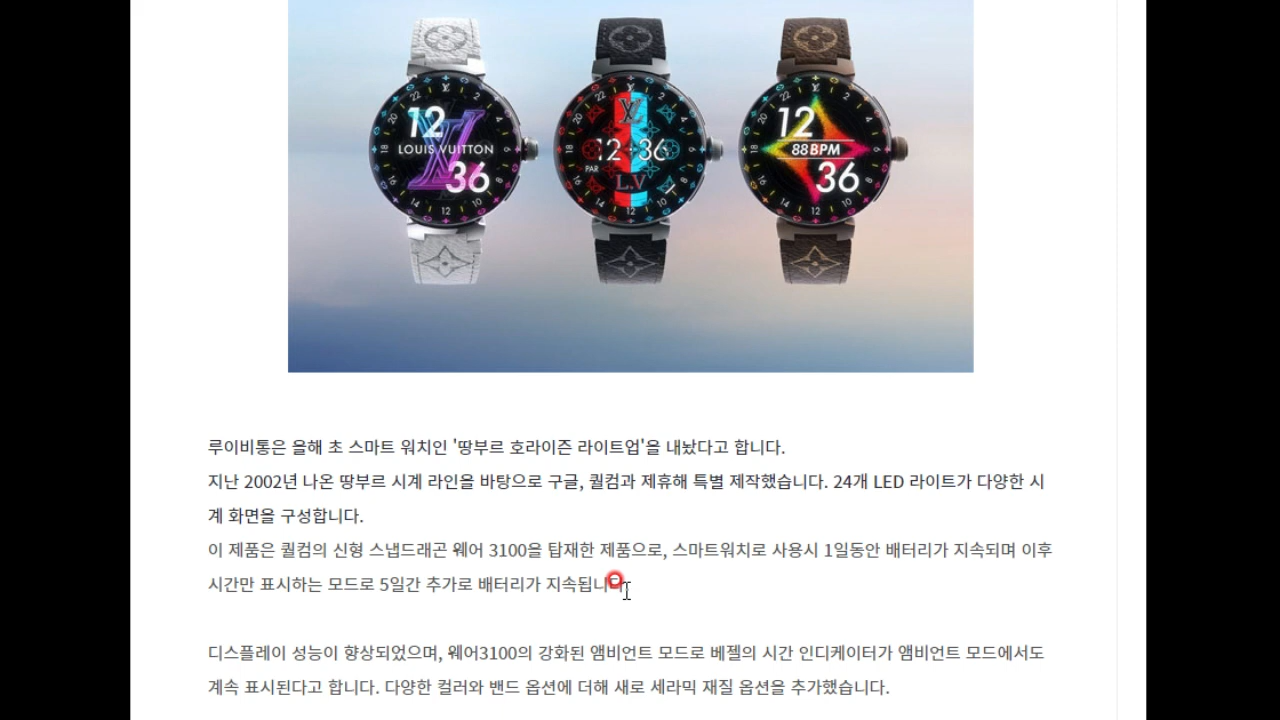 12
LOUIS VUITTON
36
12 36
PAR
L.V
12
88BPM
36
루이비통은 올해 초 스마트 워치인 '땅부르 호라이즌 라이트업'을 내놨다고 합니다.
지난 2002년 나온 땅부르 시계 라인을 바탕으로 구글, 퀄컴과 제휴해 특별 제작했습니다. 24개 LED 라이트가 다양한 시
계 화면을 구성합니다.
이 제품은 퀄컴의 신형 스냅드래곤 웨어 3100을 탑재한 제품으로, 스마트워치로 사용시 1일동안 배터리가 지속되며 이후
시간만 표시하는 모드로 5일간 추가로 배터리가 지속됩니다.
디스플레이 성능이 향상되었으며, 웨어3100의 강화된 앰비언트 모드로 베젤의 시간 인디케이터가 앰비언트 모드에서도
계속 표시된다고 합니다. 다양한 컬러와 밴드 옵션에 더해 새로 세라믹 재질 옵션을 추가했습니다.